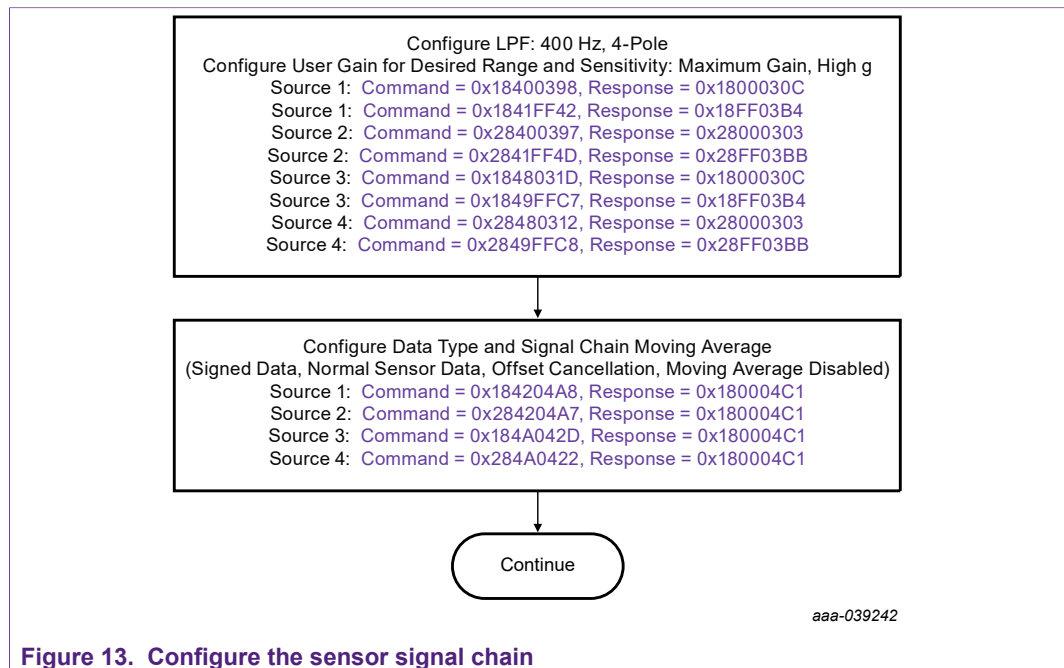 Configure LPF: 400 Hz, 4-Pole
Configure User Gain for Desired Range and Sensitivity: Maximum Gain, High g
Source 1: Command = 0x18400398, Response = 0x1800030C
Source 1: Command = 0x1841FF42, Response = 0x18FF03B4
Source 2: Command = 0x28400397, Response = 0x28000303
Source 2: Command = 0x2841FF4D, Response = 0x28FF03BB
Source 3: Command = 0x1848031D, Response = 0x1800030C
Source 3: Command = 0x1849FFC7, Response = 0x18FF03B4
Source 4: Command = 0x28480312, Response = 0x28000303
Source 4: Command = 0x2849FFC8, Response = 0x28FF03BB
Configure Data Type and Signal Chain Moving Average
(Signed Data, Normal Sensor Data, Offset Cancellation, Moving Average Disabled)
Source 1: Command = 0x184204A8, Response = 0x180004C1
Source 2: Command = 0x284204A7, Response = 0x180004C1
Source 3: Command = 0x184A042D, Response = 0x180004C1
Source 4: Command = 0x284A0422, Response = 0x180004C1
Continue
aaa-039242
Figure 13. Configure the sensor signal chain